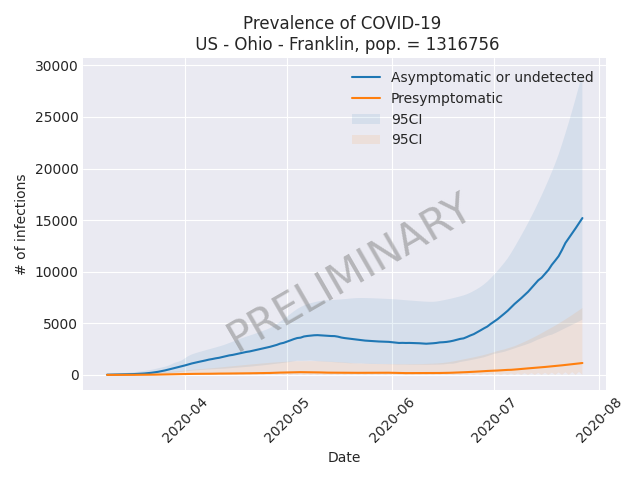 Prevalence of COVID-19
US - Ohio - Franklin, pop. = 1316756
30000
25000
20000
15000
10000
5000
0
# of infections
Asymptomatic or undetected
Presymptomatic
95CI
95CI
PRELIMINARY
2020-04
2020-05
2020-06
2020-07
2020-08
Date